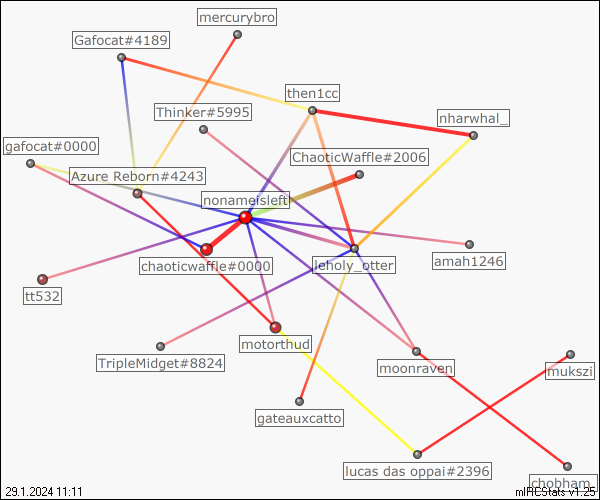 mercurybro
Gafocat#4189
then1cc
Thinker#5995
nharwhal_
gafocat#0000
ChaoticWaffle#2006
Azure Reborn#4243
nonameisleft
chaoticwaffle#0000
leholy_otter
amah1246
tt532
motorthud
TripleMidget#8824
moonraven
mukszi
gateauxcatto
lucas das oppai#2396
chobham_
29.1.2024 11:11
mIRCStats v1.25